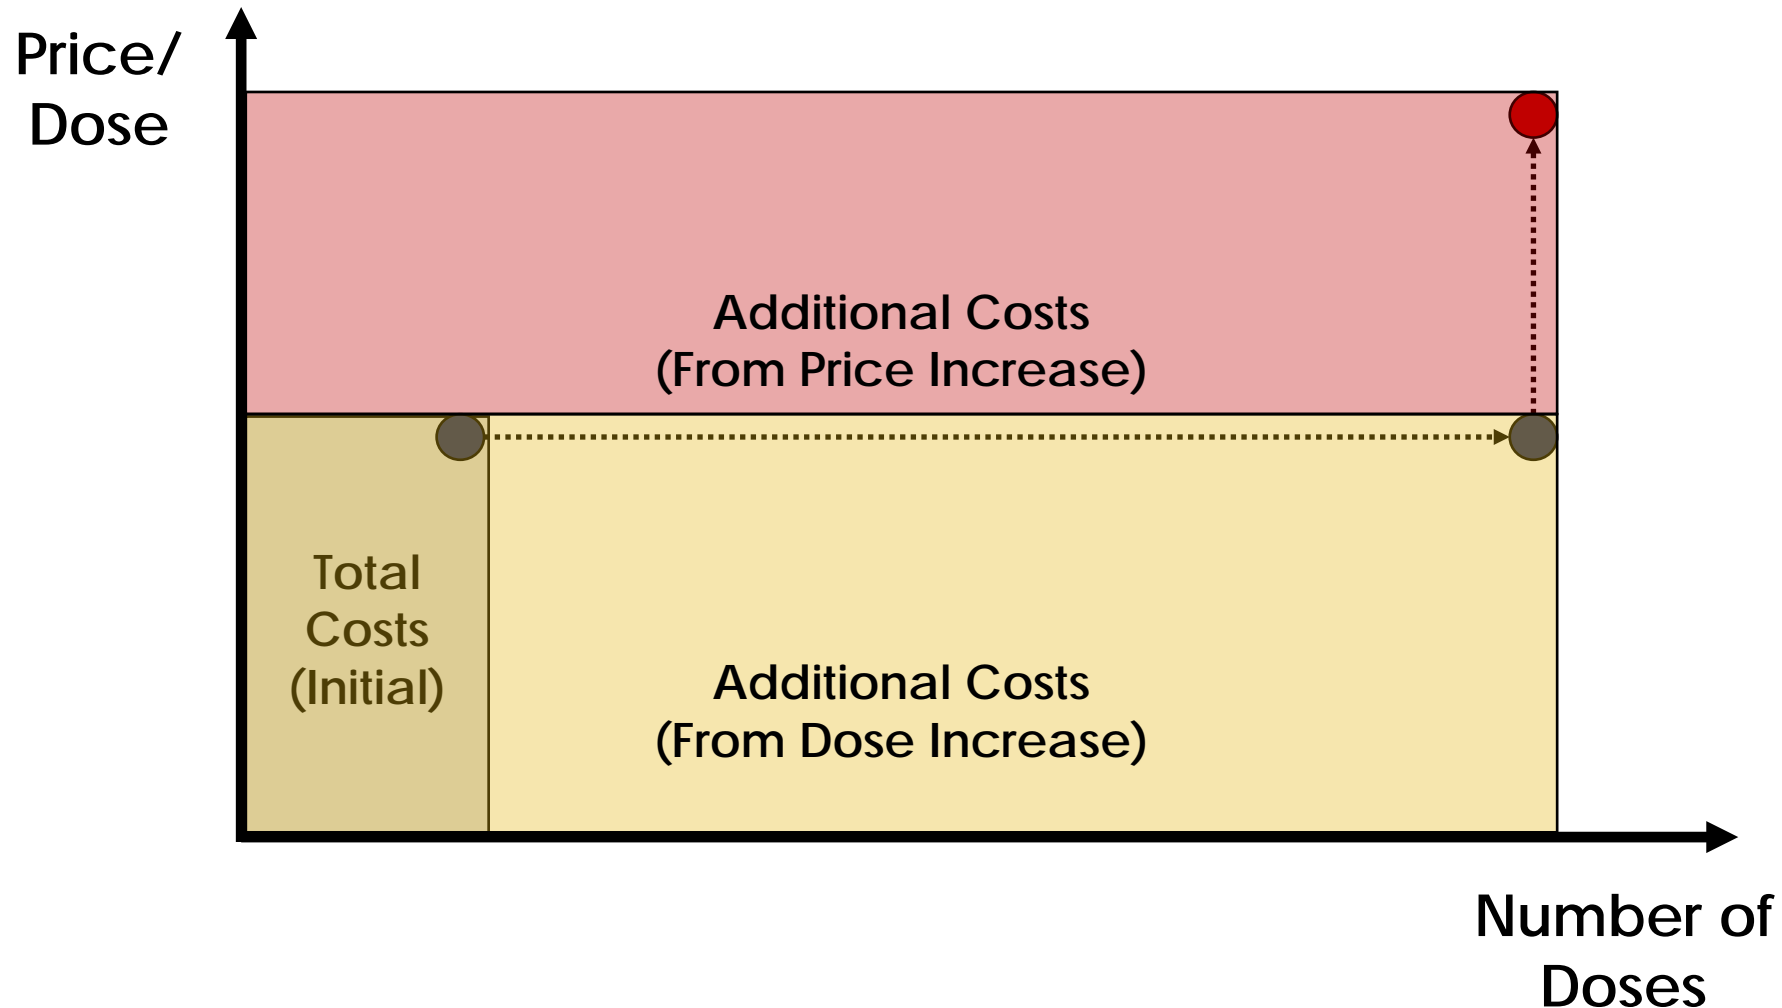 Price/
Dose
Additional Costs
(From Price Increase)
Total
Costs
(Initial)
Additional Costs
(From Dose Increase)
Number of
Doses